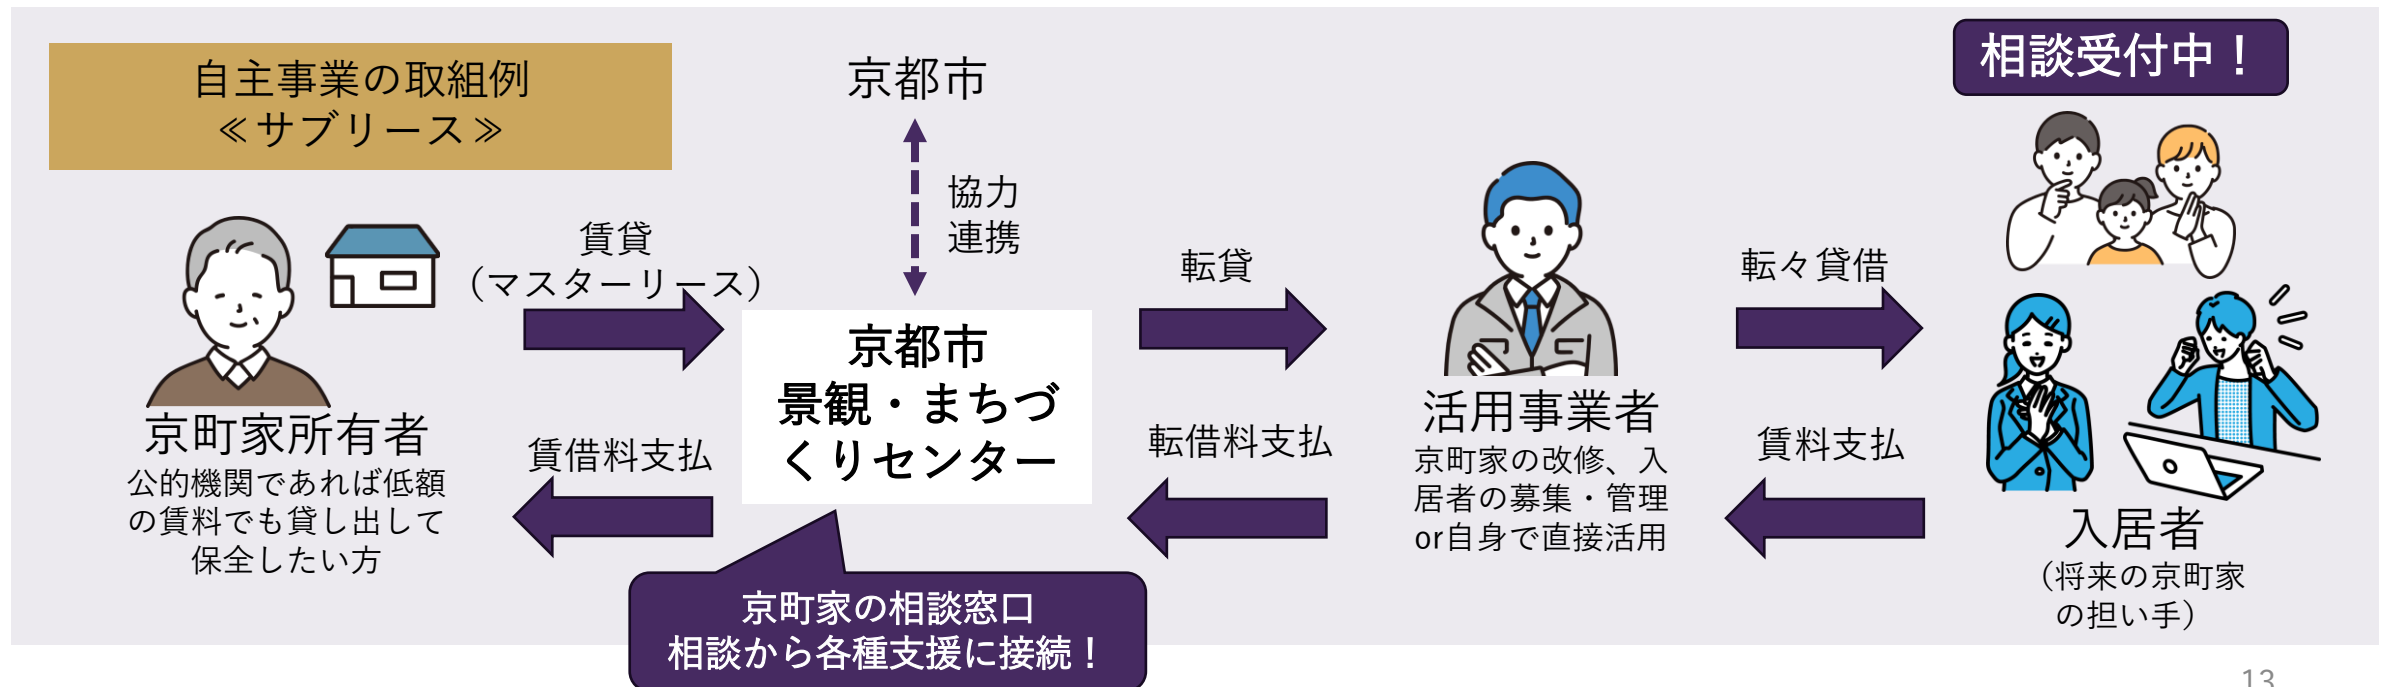 自主事業の取組例
≪サブリース≫
京都市
相談受付中！
協力
連携
賃貸
（マスターリース）
転貸
転々貸借
京都市
景観・まちづ
くりセンター
京町家所有者
公的機関であれば低額
の賃料でも貸し出して
保全したい方
賃借料支払
転借料支払
活用事業者
京町家の改修、入
居者の募集・管理
or自身で直接活用
賃料支払
入居者
（将来の京町家
の担い手）
京町家の相談窓口
相談から各種支援に接続！
13